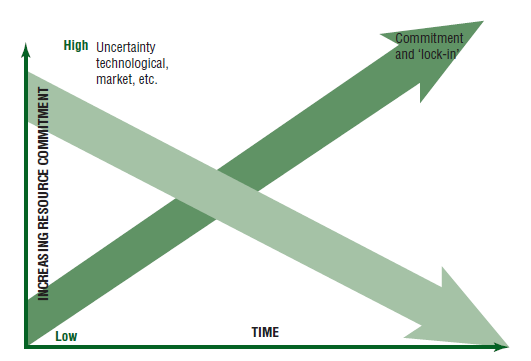 High
Uncertainty
technological,
market, etc.
Commitment
and ‘lock-in’
INCREASING RESOURCE COMMITMENT
Low
TIME